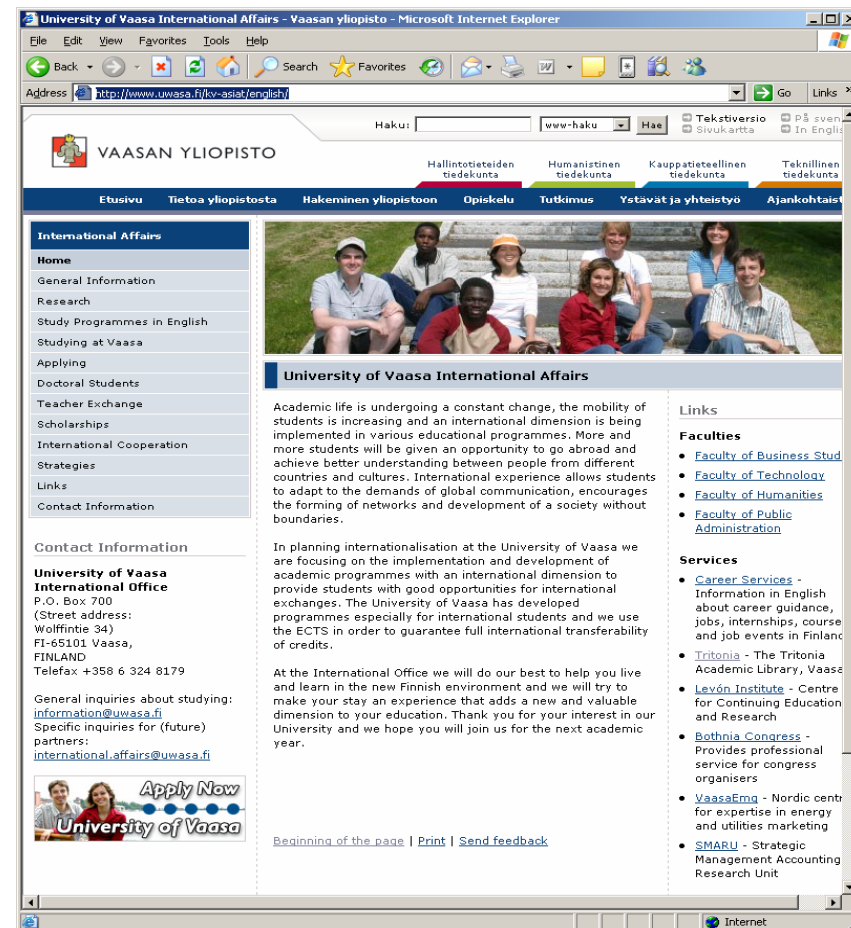 University of Vaasa International Affairs - Vaasan yliopisto - Microsoft Internet Explorer
File Edit View Favorites Tools Help
Back Search Favorites
Address http://www.uwasa.fi/kv-asiat/english/ Go Links
Haku: www-haku Hae Tekstiversio På sven
Sivukartta In Englis
VAASAN YLIOPISTO
Hallintotieteiden tiedekunta Humanistinen tiedekunta Kauppatieteellinen tiedekunta Teknillinen tiedekunta
Etusivu Tietoa yliopistosta Hakeminen yliopistoon Opiskelu Tutkimus Ystävät ja yhteistyö Ajankohtaist
International Affairs
Home
General Information
Research
Study Programmes in English
Studying at Vaasa
Applying
Doctoral Students
Teacher Exchange
Scholarships
International Cooperation
Strategies
Links
Contact Information
Contact Information
University of Vaasa
International Office
P.O. Box 700
(Street address:
Wolffintie 34)
FI-65101 Vaasa,
FINLAND
Telefax +358 6 324 8179
General inquiries about studying:
information@uwasa.fi
Specific inquiries for (future)
partners:
international.affairs@uwasa.fi
Apply Now
University of Vaasa
University of Vaasa International Affairs
Academic life is undergoing a constant change, the mobility of
students is increasing and an international dimension is being
implemented in various educational programmes. More and
more students will be given an opportunity to go abroad and
achieve better understanding between people from different
countries and cultures. International experience allows students
to adapt to the demands of global communication, encourages
the forming of networks and development of a society without
boundaries.
In planning internationalisation at the University of Vaasa we
are focusing on the implementation and development of
academic programmes with an international dimension to
provide students with good opportunities for international
exchanges. The University of Vaasa has developed
programmes especially for international students and we use
the ECTS in order to guarantee full international transferability
of credits.
At the International Office we will do our best to help you live
and learn in the new Finnish environment and we will try to
make your stay an experience that adds a new and valuable
dimension to your education. Thank you for your interest in our
University and we hope you will join us for the next academic
year.
Beginning of the page | Print | Send feedback
Links
Faculties
Faculty of Business Stud
Faculty of Technology
Faculty of Humanities
Faculty of Public
Administration
Services
Career Services -
Information in English
about career guidance,
jobs, internships, course
and job events in Finland
Tritonia - The Tritonia
Academic Library, Vaasa
Levón Institute - Centre
for Continuing Education
and Research
Bothnia Congress -
Provides professional
service for congress
organisers
VaasaEmg - Nordic centr
for expertise in energy
and utilities marketing
SMARU - Strategic
Management Accounting
Research Unit
Internet